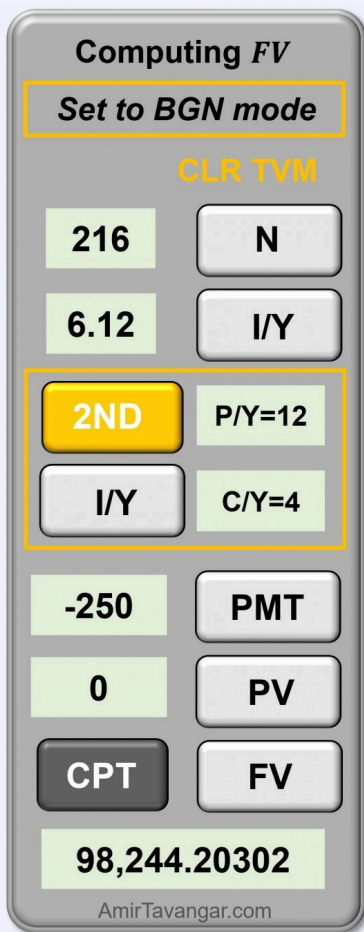 Computing FV
Set to BGN mode
CLR TVM
216 N
6.12 I/Y
2ND P/Y=12
I/Y C/Y=4
-250 PMT
0 PV
CPT FV
98,244.20302
AmirTavangar.com